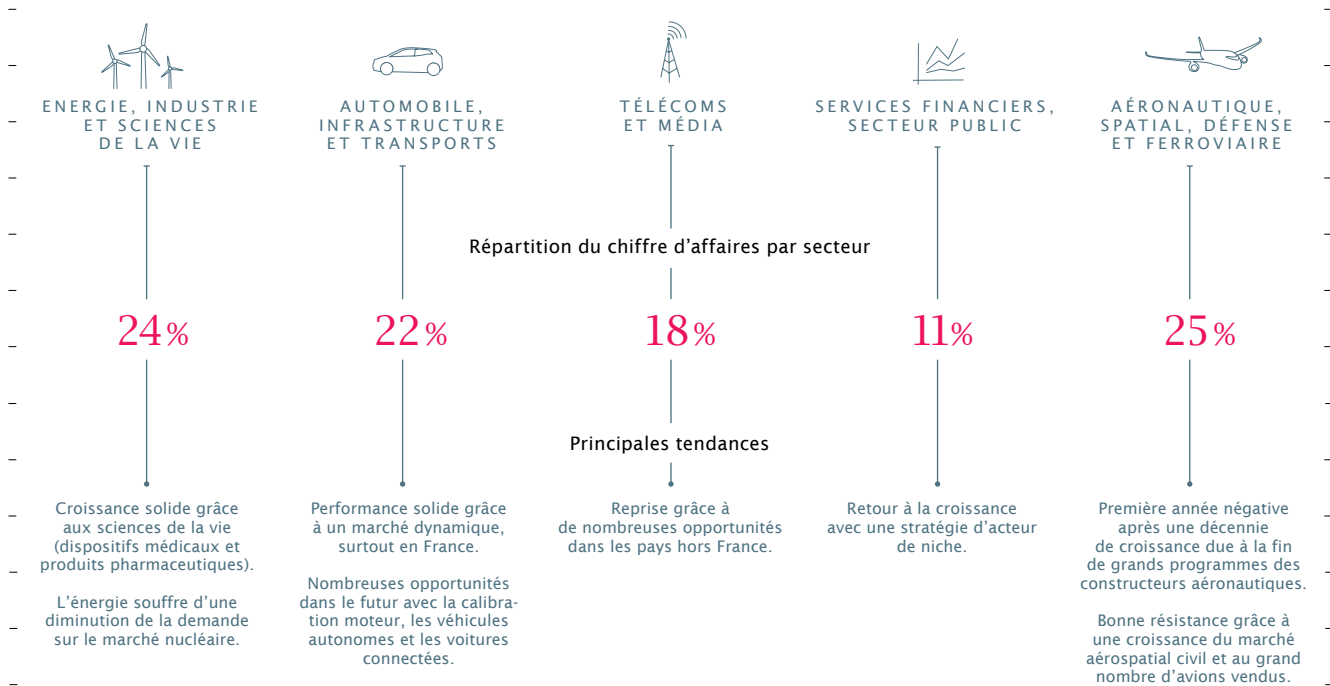 ENERGIE, INDUSTRIE
ET SCIENCES
DE LA VIE
AUTOMOBILE,
INFRASTRUCTURE
ET TRANSPORTS
TÉLÉCOMS
ET MÉDIA
SERVICES FINANCIERS,
SECTEUR PUBLIC
AÉRONAUTIQUE,
SPATIAL, DÉFENSE
ET FERROVIAIRE
Répartition du chiffre d'affaires par secteur
24 %
22 %
18 %
11 %
25 %
Principales tendances
Croissance solide grâce
aux sciences de la vie
(dispositifs médicaux et
produits pharmaceutiques).
L'énergie souffre d'une
diminution de la demande
sur le marché nucléaire.
Performance solide grâce
à un marché dynamique,
surtout en France.
Nombreuses opportunités
dans le futur avec la calibra-
tion moteur, les véhicules
autonomes et les voitures
connectées.
Reprise grâce à
de nombreuses opportunités
dans les pays hors France.
Retour à la croissance
avec une stratégie d'acteur
de niche.
Première année négative
après une décennie
de croissance due à la fin
de grands programmes des
constructeurs aéronautiques.
Bonne résistance grâce à
une croissance du marché
aérospatial civil et au grand
nombre d'avions vendus.